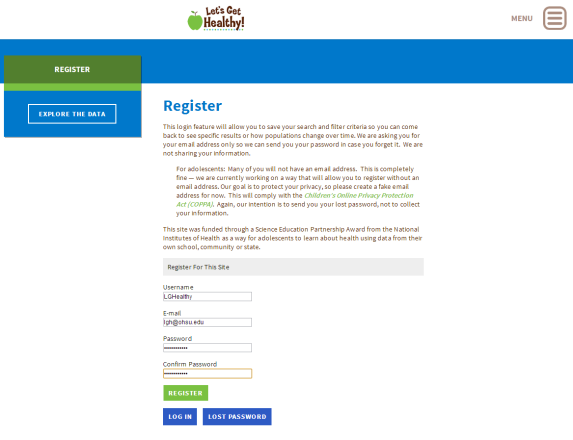 Let's Get
Healthy!
MENU
REGISTER
EXPLORE THE DATA
Register
This login feature will allow you to save your search and filter criteria so you can come
back to see specific results or how populations change over time. We are asking you for
your email address only so we can send you your password in case you forget it. We are
not sharing your information.
For adolescents: Many of you will not have an email address. This is completely
fine — we are currently working on a way that will allow you to register without an
email address. Our goal is to protect your privacy, so please create a fake email
address for now. This will comply with the Children's Online Privacy Protection
Act (COPPA). Again, our intention is to send you your lost password, not to collect
your information.
This site was funded through a Science Education Partnership Award from the National
Institutes of Health as a way for adolescents to learn about health using data from their
own school, community or state.
Register For This Site
Username
LGHealthy
E-mail
lgh@ohsu.edu
Password
••••••••••••
Confirm Password
••••••••••••
REGISTER
LOG IN LOST PASSWORD